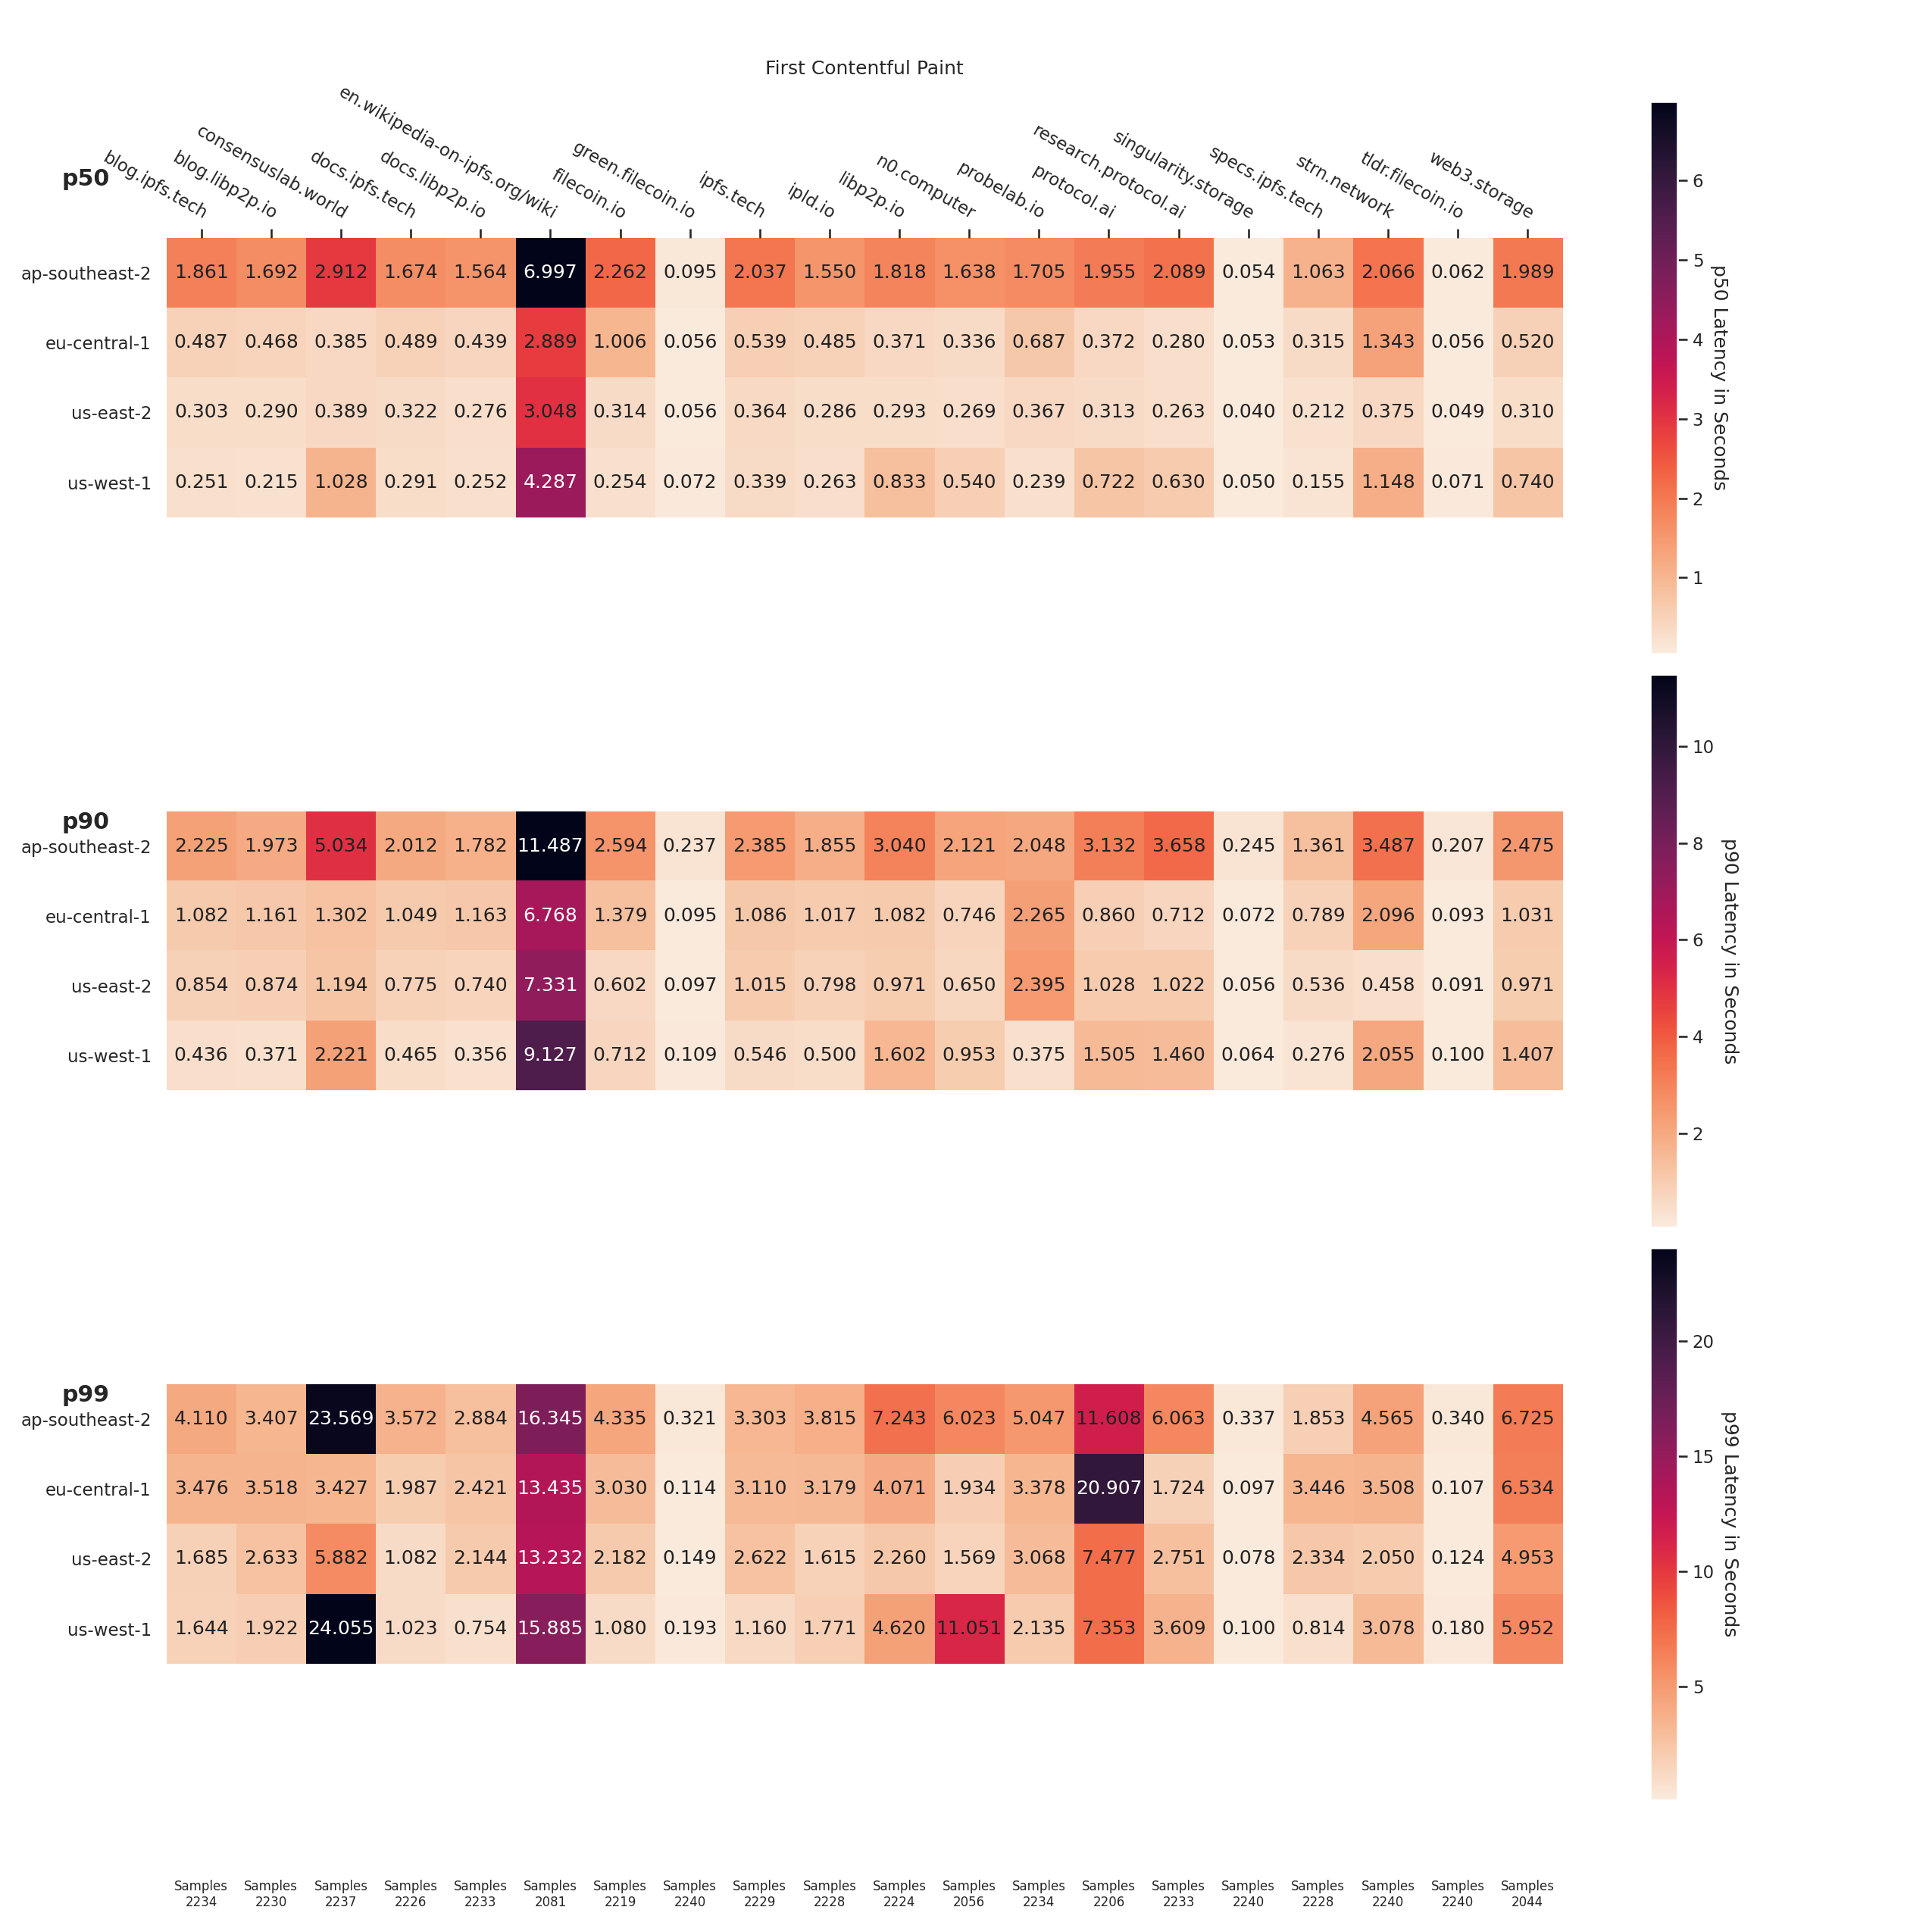 First Contentful Paint
p50
blog.ipfs.tech
blog.libp2p.io
consensuslab.world
docs.ipfs.tech
docs.libp2p.io
en.wikipedia-on-ipfs.org/wiki
filecoin.io
green.filecoin.io
ipfs.tech
ipld.io
libp2p.io
n0.computer
probelab.io
protocol.ai
research.protocol.ai
singularity.storage
specs.ipfs.tech
strn.network
tldr.filecoin.io
web3.storage
ap-southeast-2 1.861 1.692 2.912 1.674 1.564 6.997 2.262 0.095 2.037 1.550 1.818 1.638 1.705 1.955 2.089 0.054 1.063 2.066 0.062 1.989
eu-central-1 0.487 0.468 0.385 0.489 0.439 2.889 1.006 0.056 0.539 0.485 0.371 0.336 0.687 0.372 0.280 0.053 0.315 1.343 0.056 0.520
us-east-2 0.303 0.290 0.389 0.322 0.276 3.048 0.314 0.056 0.364 0.286 0.293 0.269 0.367 0.313 0.263 0.040 0.212 0.375 0.049 0.310
us-west-1 0.251 0.215 1.028 0.291 0.252 4.287 0.254 0.072 0.339 0.263 0.833 0.540 0.239 0.722 0.630 0.050 0.155 1.148 0.071 0.740
6
5
4
3
2
1
p50 Latency in Seconds
p90
ap-southeast-2 2.225 1.973 5.034 2.012 1.782 11.487 2.594 0.237 2.385 1.855 3.040 2.121 2.048 3.132 3.658 0.245 1.361 3.487 0.207 2.475
eu-central-1 1.082 1.161 1.302 1.049 1.163 6.768 1.379 0.095 1.086 1.017 1.082 0.746 2.265 0.860 0.712 0.072 0.789 2.096 0.093 1.031
us-east-2 0.854 0.874 1.194 0.775 0.740 7.331 0.602 0.097 1.015 0.798 0.971 0.650 2.395 1.028 1.022 0.056 0.536 0.458 0.091 0.971
us-west-1 0.436 0.371 2.221 0.465 0.356 9.127 0.712 0.109 0.546 0.500 1.602 0.953 0.375 1.505 1.460 0.064 0.276 2.055 0.100 1.407
10
8
6
4
2
p90 Latency in Seconds
p99
ap-southeast-2 4.110 3.407 23.569 3.572 2.884 16.345 4.335 0.321 3.303 3.815 7.243 6.023 5.047 11.608 6.063 0.337 1.853 4.565 0.340 6.725
eu-central-1 3.476 3.518 3.427 1.987 2.421 13.435 3.030 0.114 3.110 3.179 4.071 1.934 3.378 20.907 1.724 0.097 3.446 3.508 0.107 6.534
us-east-2 1.685 2.633 5.882 1.082 2.144 13.232 2.182 0.149 2.622 1.615 2.260 1.569 3.068 7.477 2.751 0.078 2.334 2.050 0.124 4.953
us-west-1 1.644 1.922 24.055 1.023 0.754 15.885 1.080 0.193 1.160 1.771 4.620 11.051 2.135 7.353 3.609 0.100 0.814 3.078 0.180 5.952
20
15
10
5
p99 Latency in Seconds
Samples Samples Samples Samples Samples Samples Samples Samples Samples Samples Samples Samples Samples Samples Samples Samples Samples Samples Samples Samples
2234 2230 2237 2226 2233 2081 2219 2240 2229 2228 2224 2056 2234 2206 2233 2240 2228 2240 2240 2044